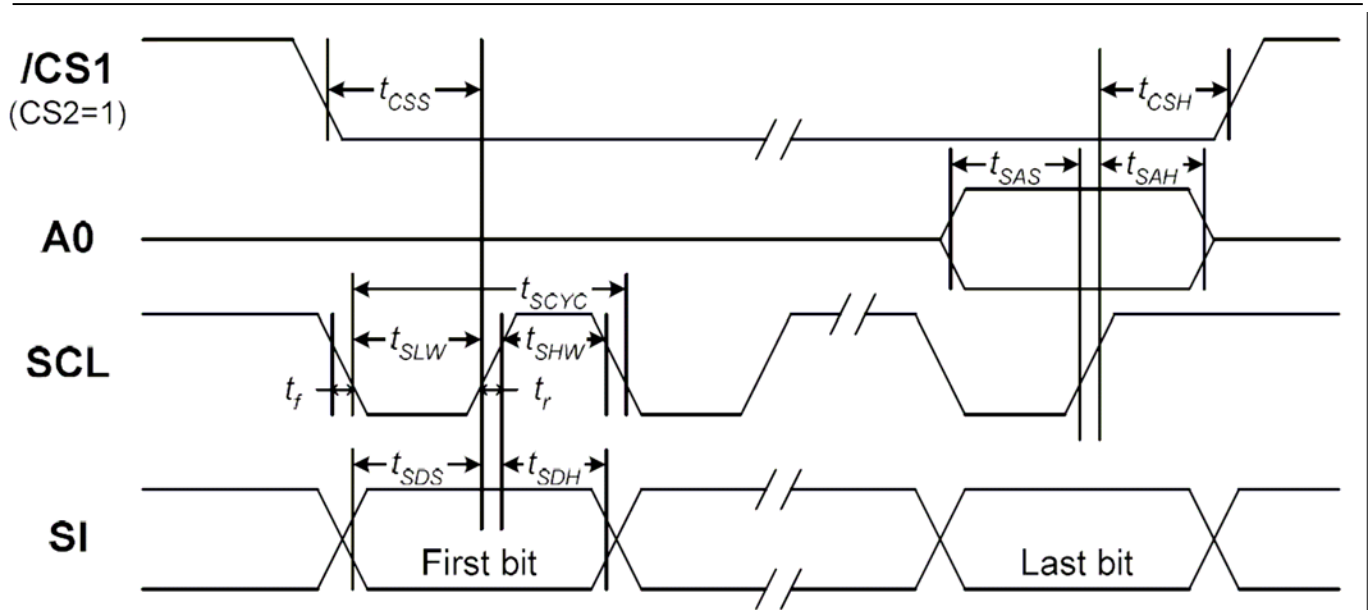 /CS1
(CS2=1)
tCSS
tCSH
tSAS
tSAH
A0
tSCYC
tSLW
tSHW
SCL
tf
tr
tSDS
tSDH
SI
First bit
Last bit